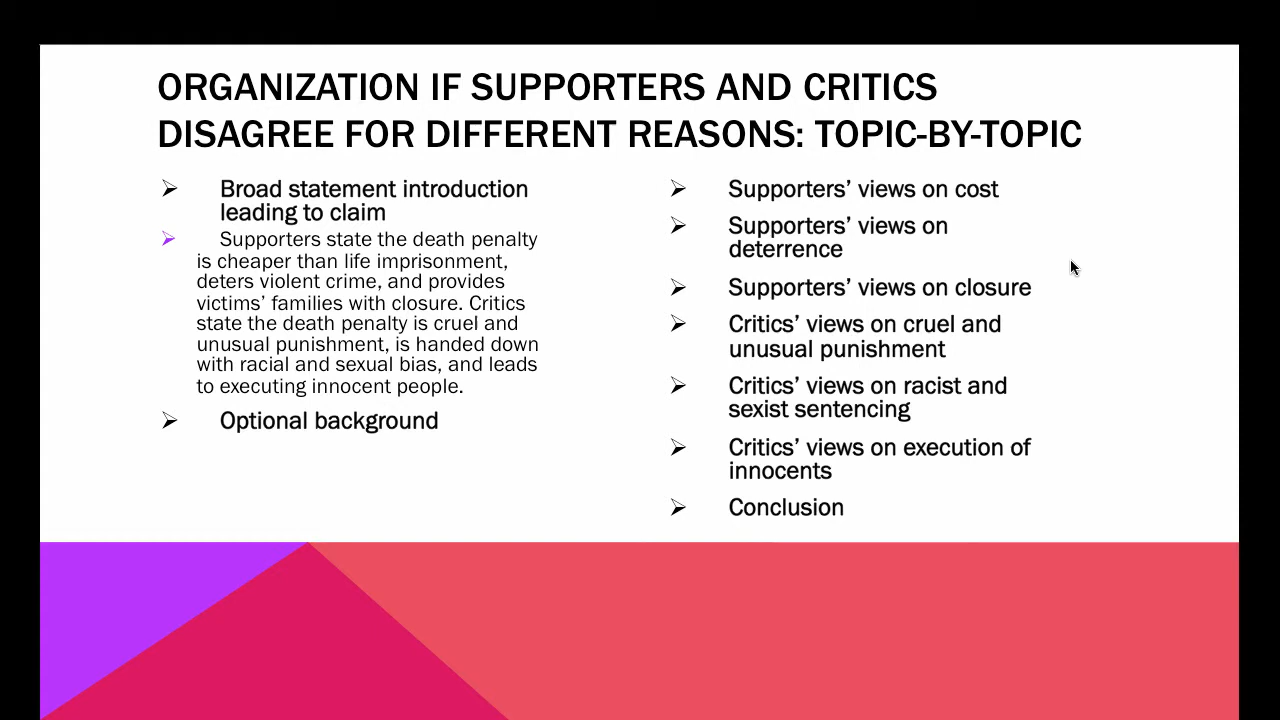 ORGANIZATION IF SUPPORTERS AND CRITICS
DISAGREE FOR DIFFERENT REASONS: TOPIC-BY-TOPIC
Broad statement introduction
leading to claim
Supporters state the death penalty
is cheaper than life imprisonment,
deters violent crime, and provides
victims’ families with closure. Critics
state the death penalty is cruel and
unusual punishment, is handed down
with racial and sexual bias, and leads
to executing innocent people.
Optional background
Supporters’ views on cost
Supporters’ views on
deterrence
Supporters’ views on closure
Critics’ views on cruel and
unusual punishment
Critics’ views on racist and
sexist sentencing
Critics’ views on execution of
innocents
Conclusion